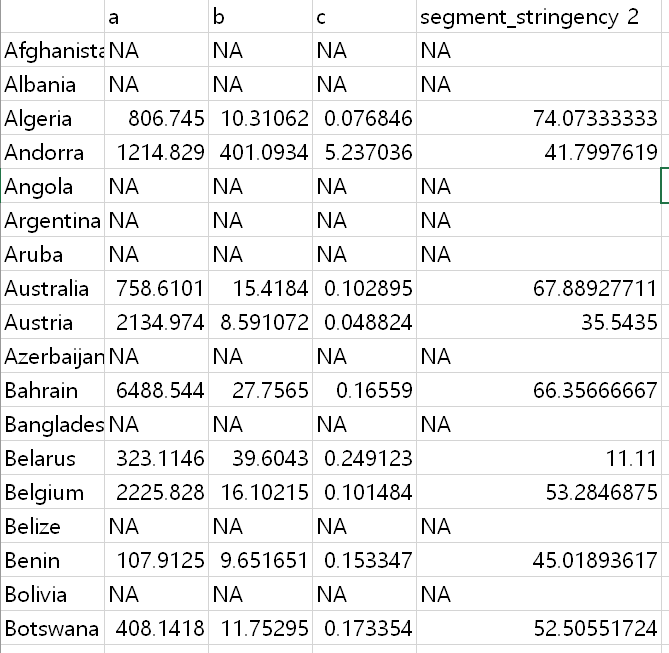 a b c segment_stringency 2
Afghanista NA NA NA NA
Albania NA NA NA NA
Algeria 806.745 10.31062 0.076846 74.07333333
Andorra 1214.829 401.0934 5.237036 41.7997619
Angola NA NA NA NA
Argentina NA NA NA NA
Aruba NA NA NA NA
Australia 758.6101 15.4184 0.102895 67.88927711
Austria 2134.974 8.591072 0.048824 35.5435
Azerbaijan NA NA NA NA
Bahrain 6488.544 27.7565 0.16559 66.35666667
Banglades NA NA NA NA
Belarus 323.1146 39.6043 0.249123 11.11
Belgium 2225.828 16.10215 0.101484 53.2846875
Belize NA NA NA NA
Benin 107.9125 9.651651 0.153347 45.01893617
Bolivia NA NA NA NA
Botswana 408.1418 11.75295 0.173354 52.50551724